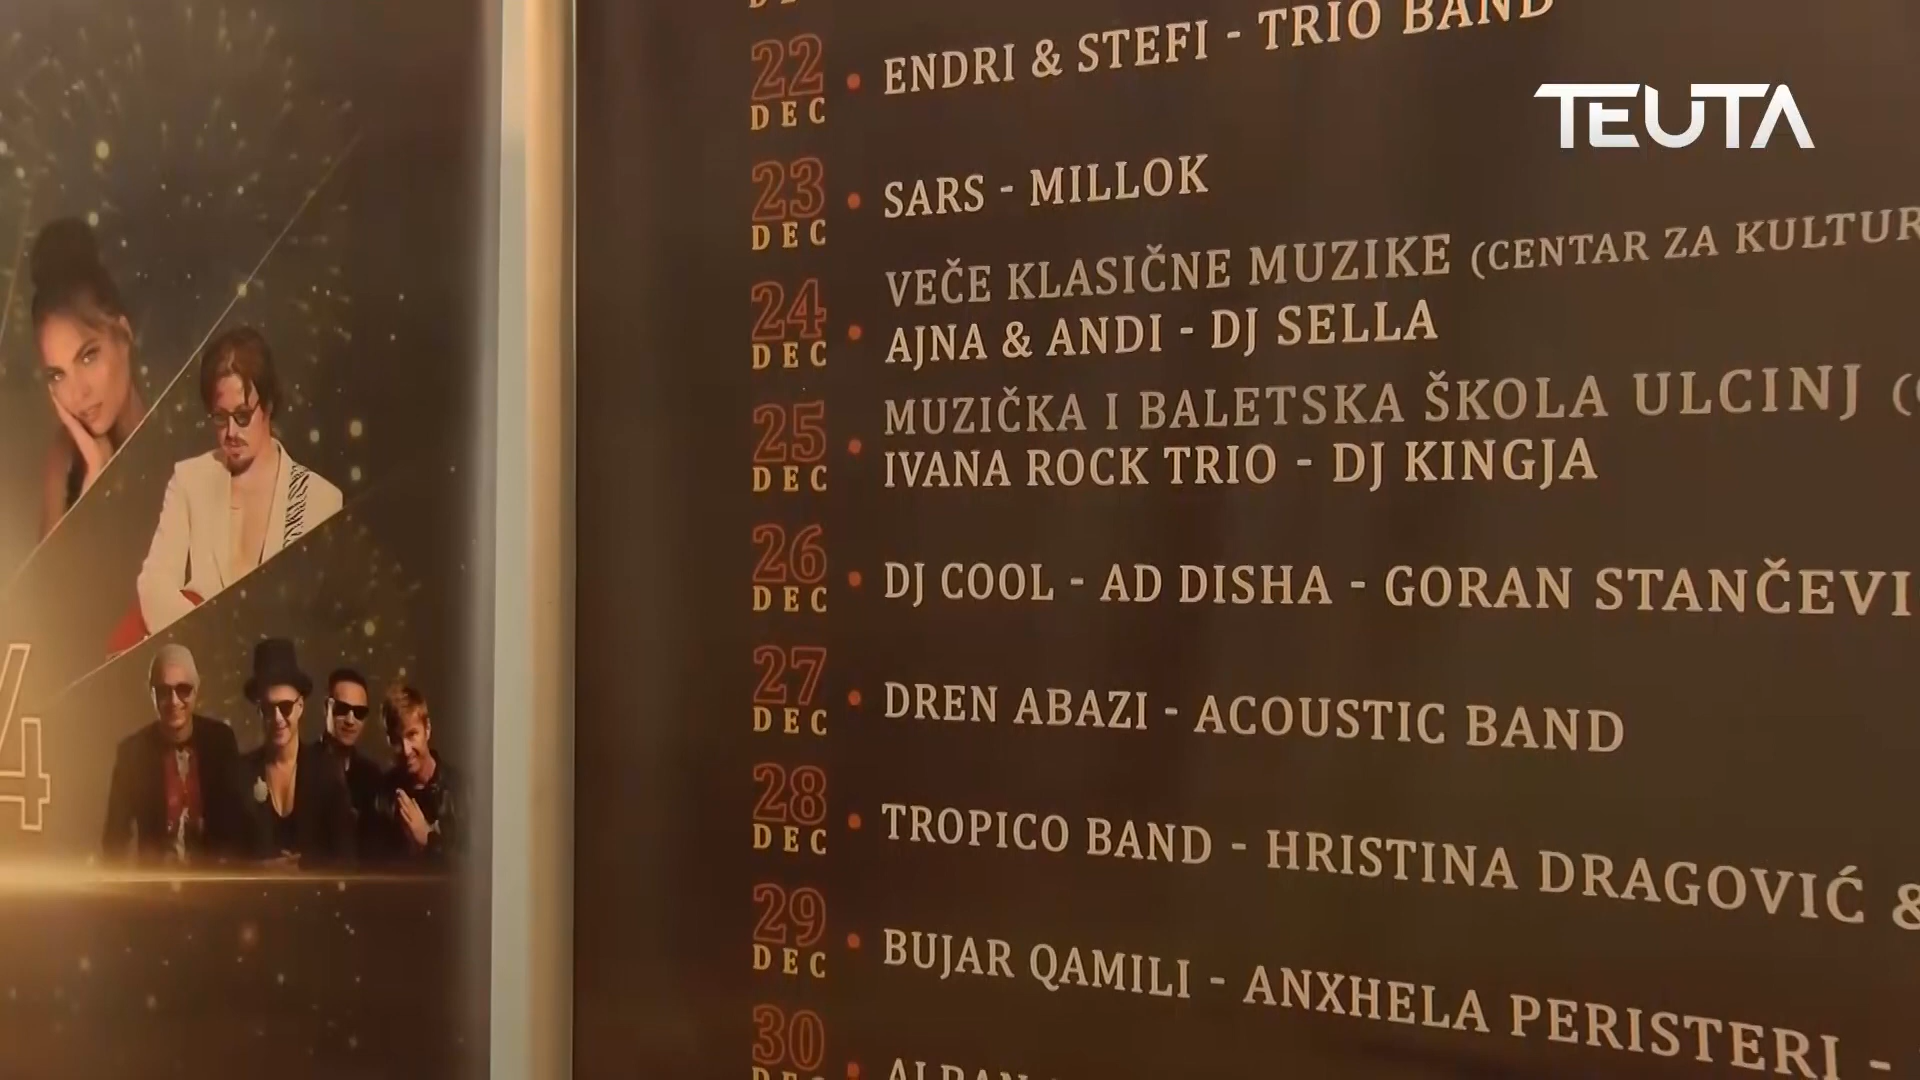 22
DEC
ENDRI & STEFI - TRIO BAND
TEUTA
23
DEC
SARS - MILLOK
24
DEC
VEČE KLASIČNE MUZIKE (CENTAR ZA KULTUR
AJNA & ANDI - DJ SELLA
25
DEC
MUZIČKA I BALETSKA ŠKOLA ULCINJ (
IVANA ROCK TRIO - DJ KINGJA
26
DEC
DJ COOL - AD DISHA - GORAN STANČEVI
27
DEC
DREN ABAZI - ACOUSTIC BAND
28
DEC
TROPICO BAND - HRISTINA DRAGOVIĆ &
29
DEC
BUJAR QAMILI - ANXHELA PERISTERI -
30
DEC
4